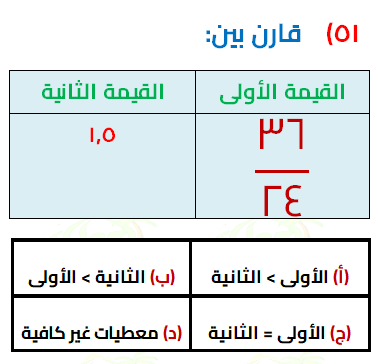 ٥١) قارن بين:
القيمة الأولى القيمة الثانية
٣٦ ١,٥
٢٤
(أ) الأولى > الثانية (ب) الثانية > الأولى
(ج) الأولى = الثانية (د) معطيات غير كافية